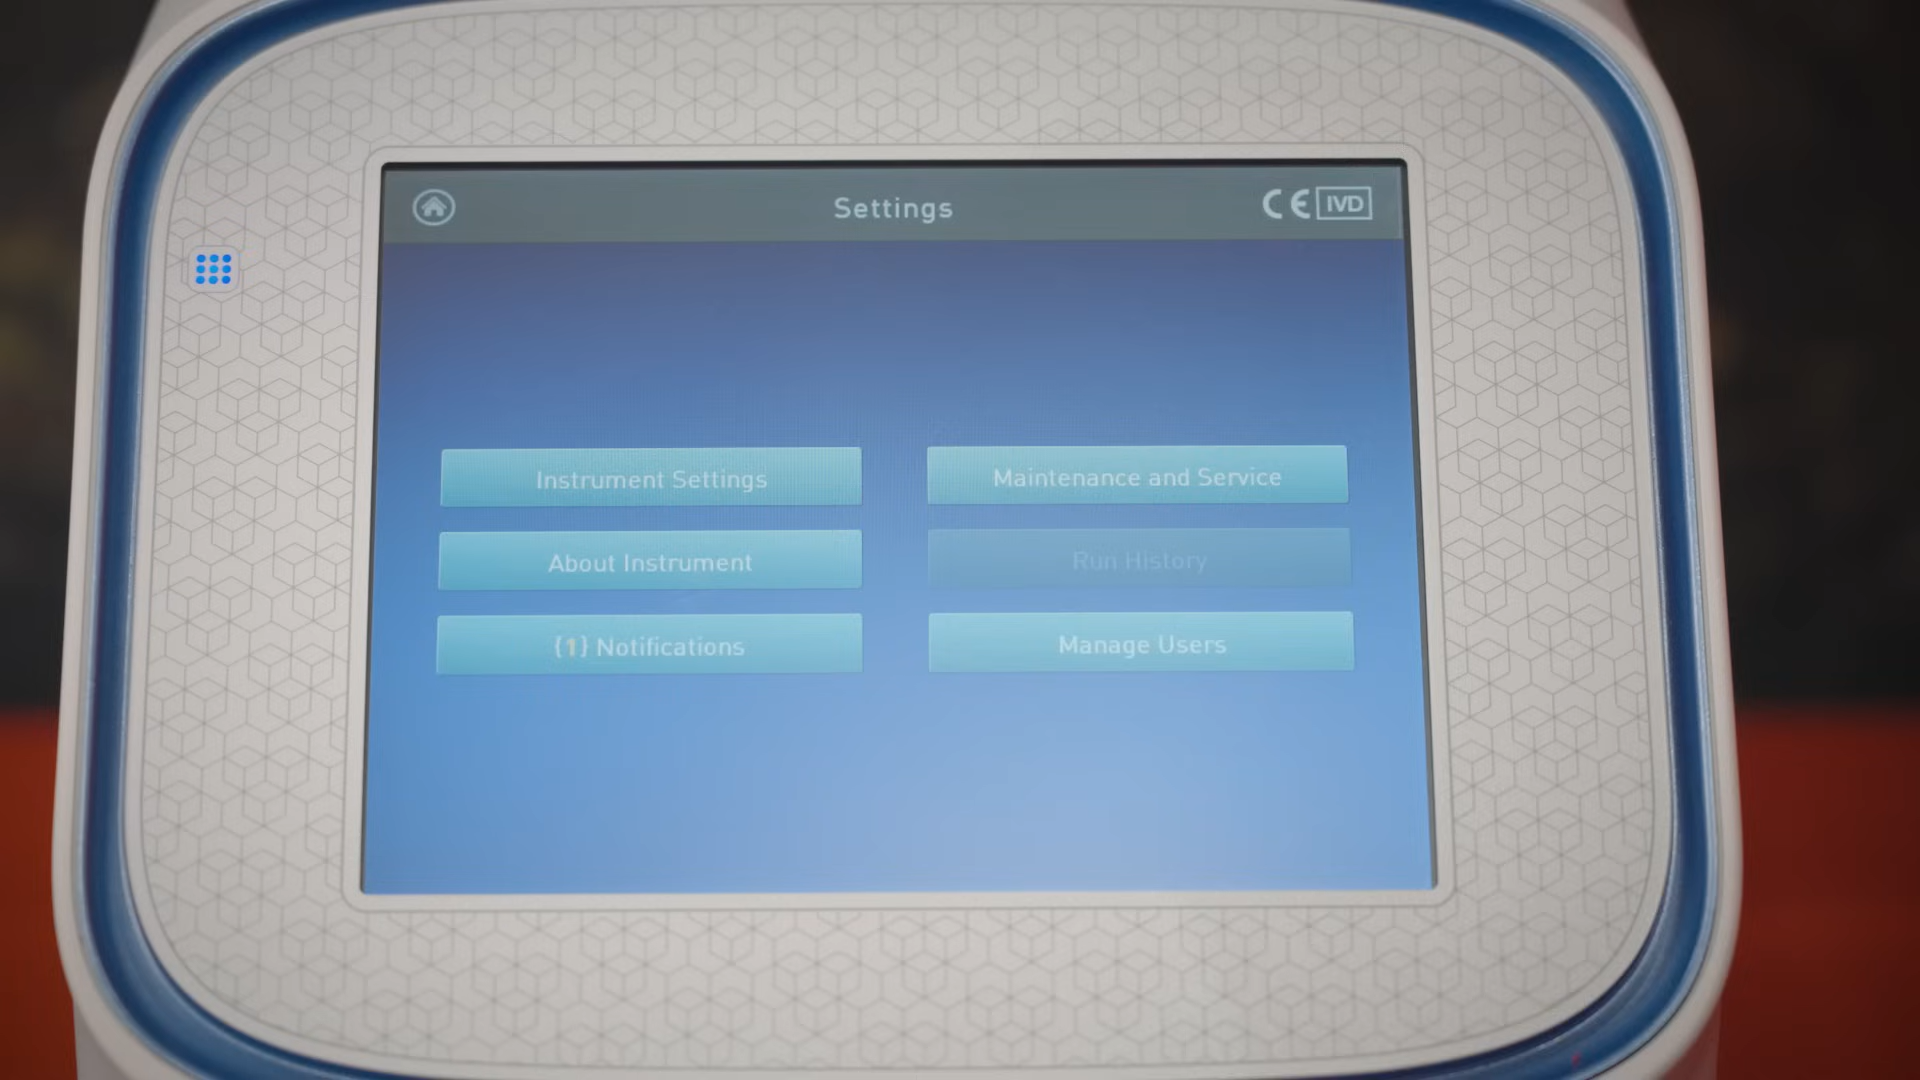 Settings
CE IVD
Instrument Settings
Maintenance and Service
About Instrument
Run History
{1} Notifications
Manage Users